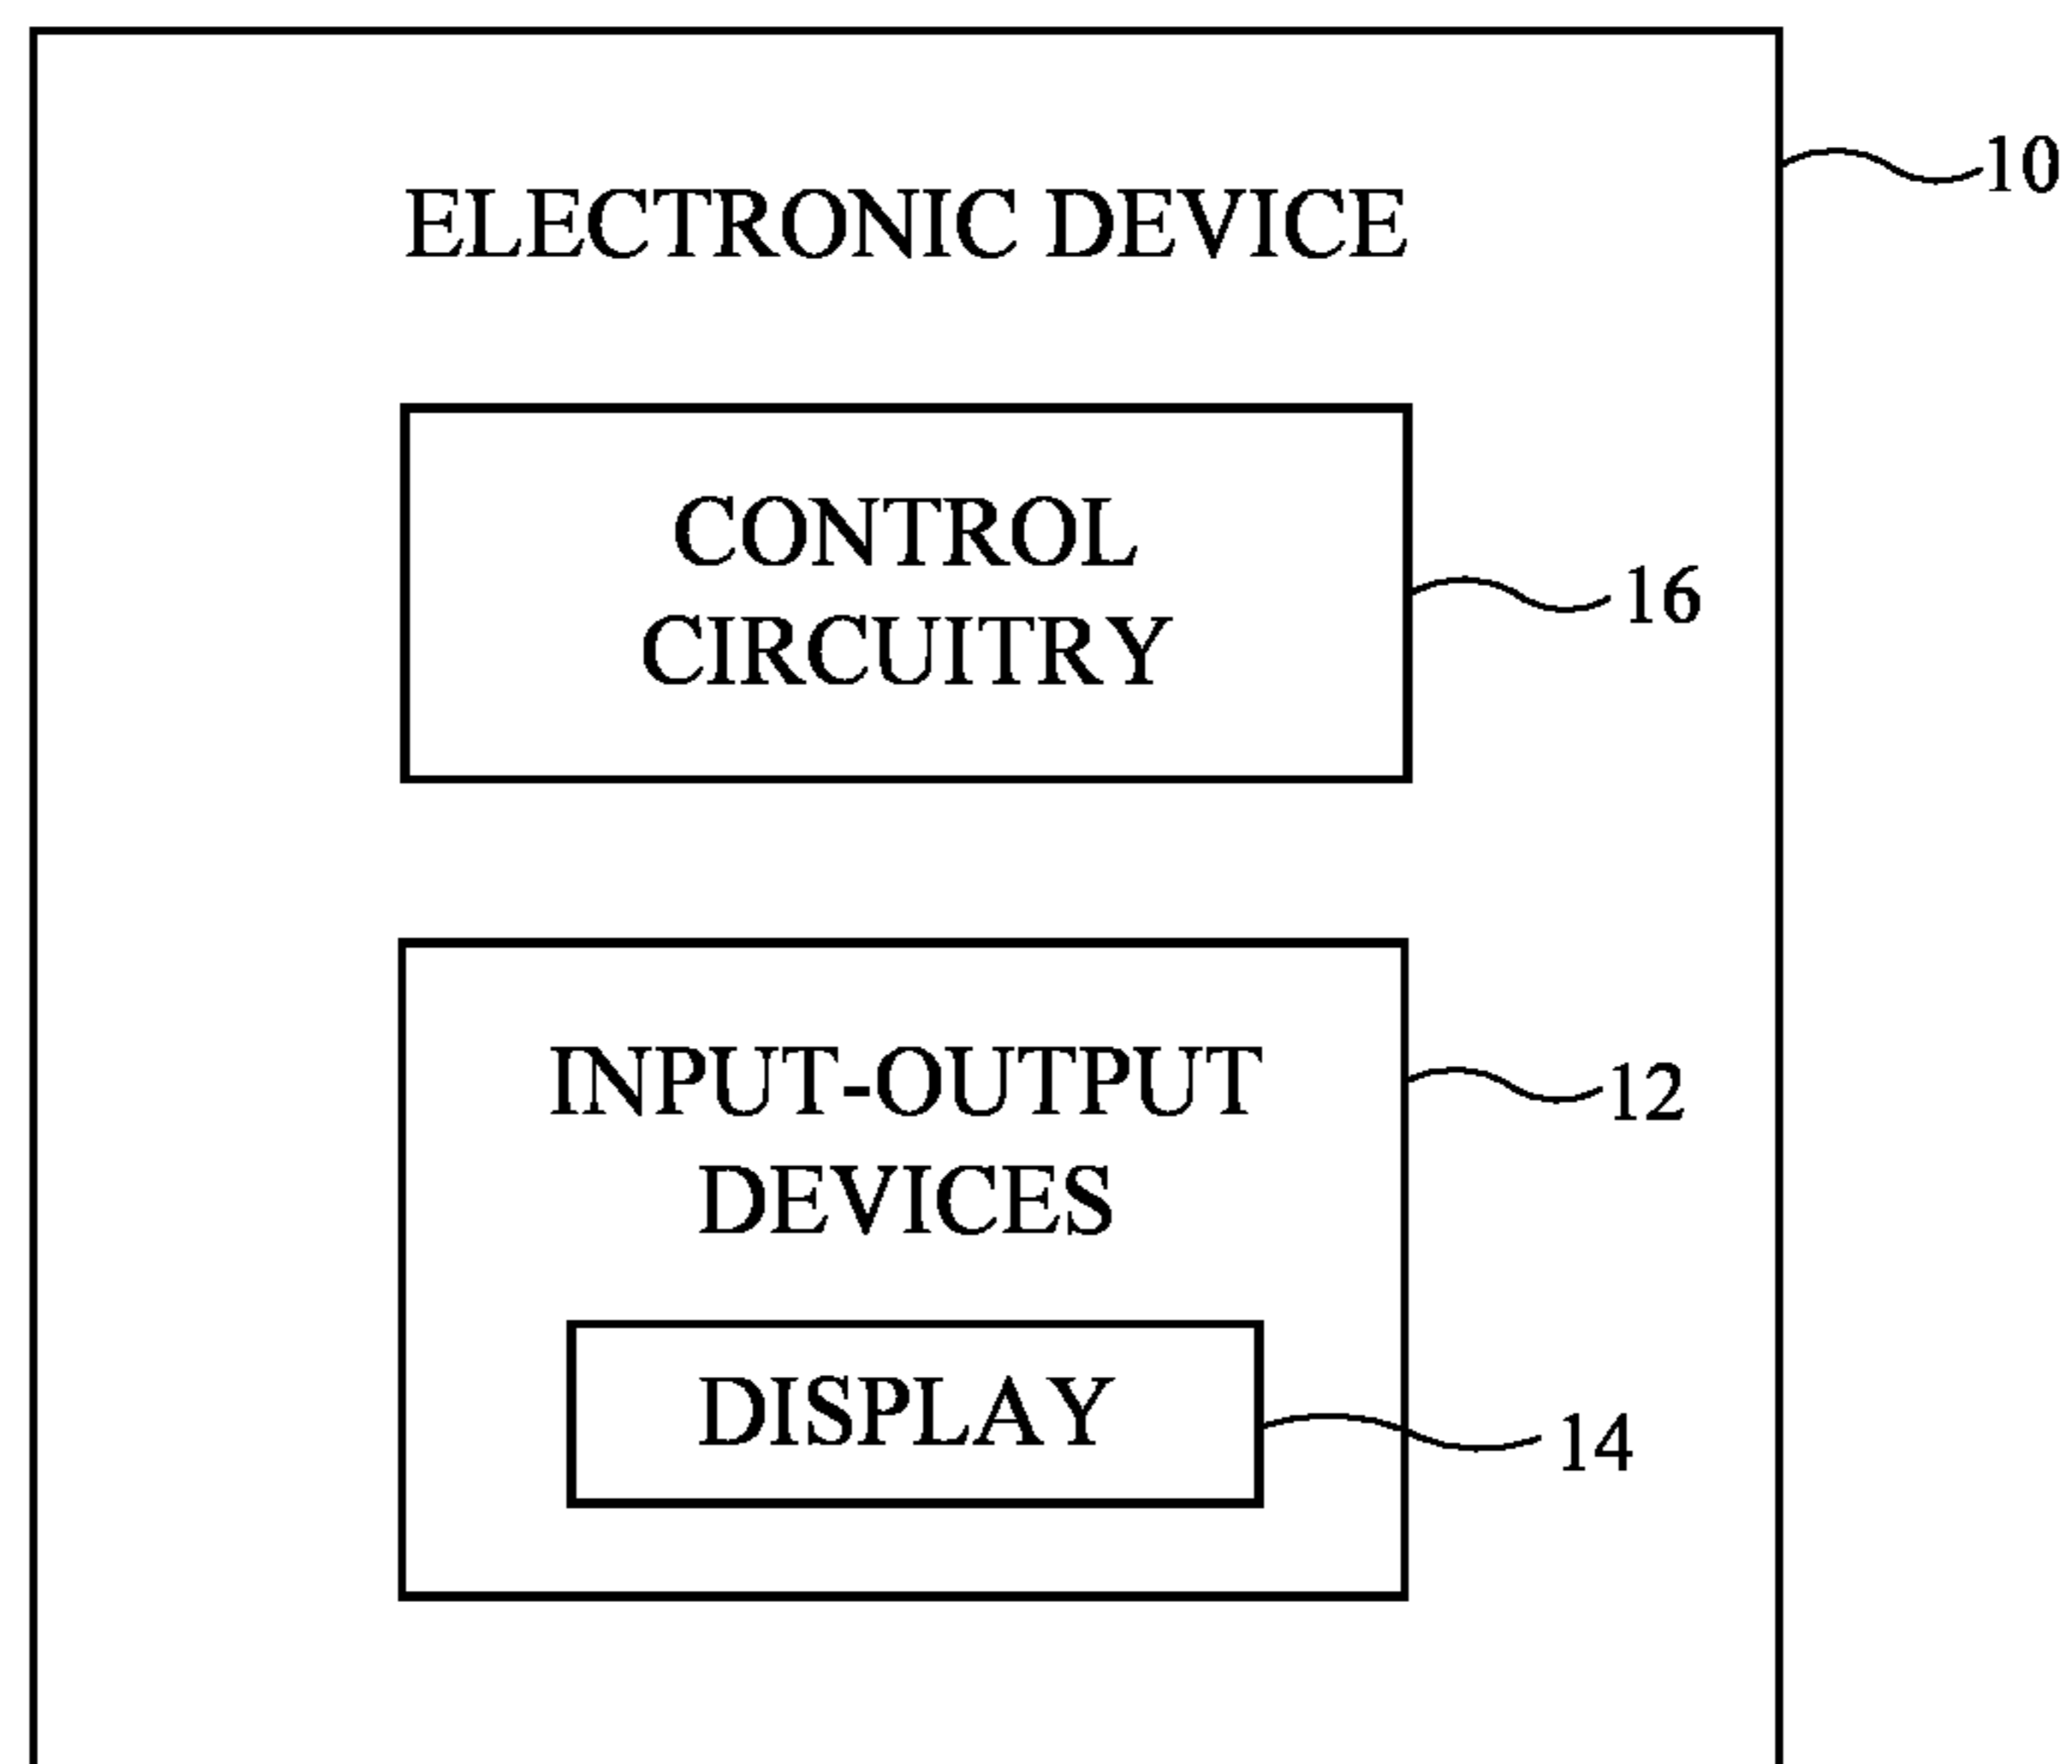 ELECTRONIC DEVICE
10
CONTROL
CIRCUITRY
16
INPUT-OUTPUT
DEVICES
12
DISPLAY
14